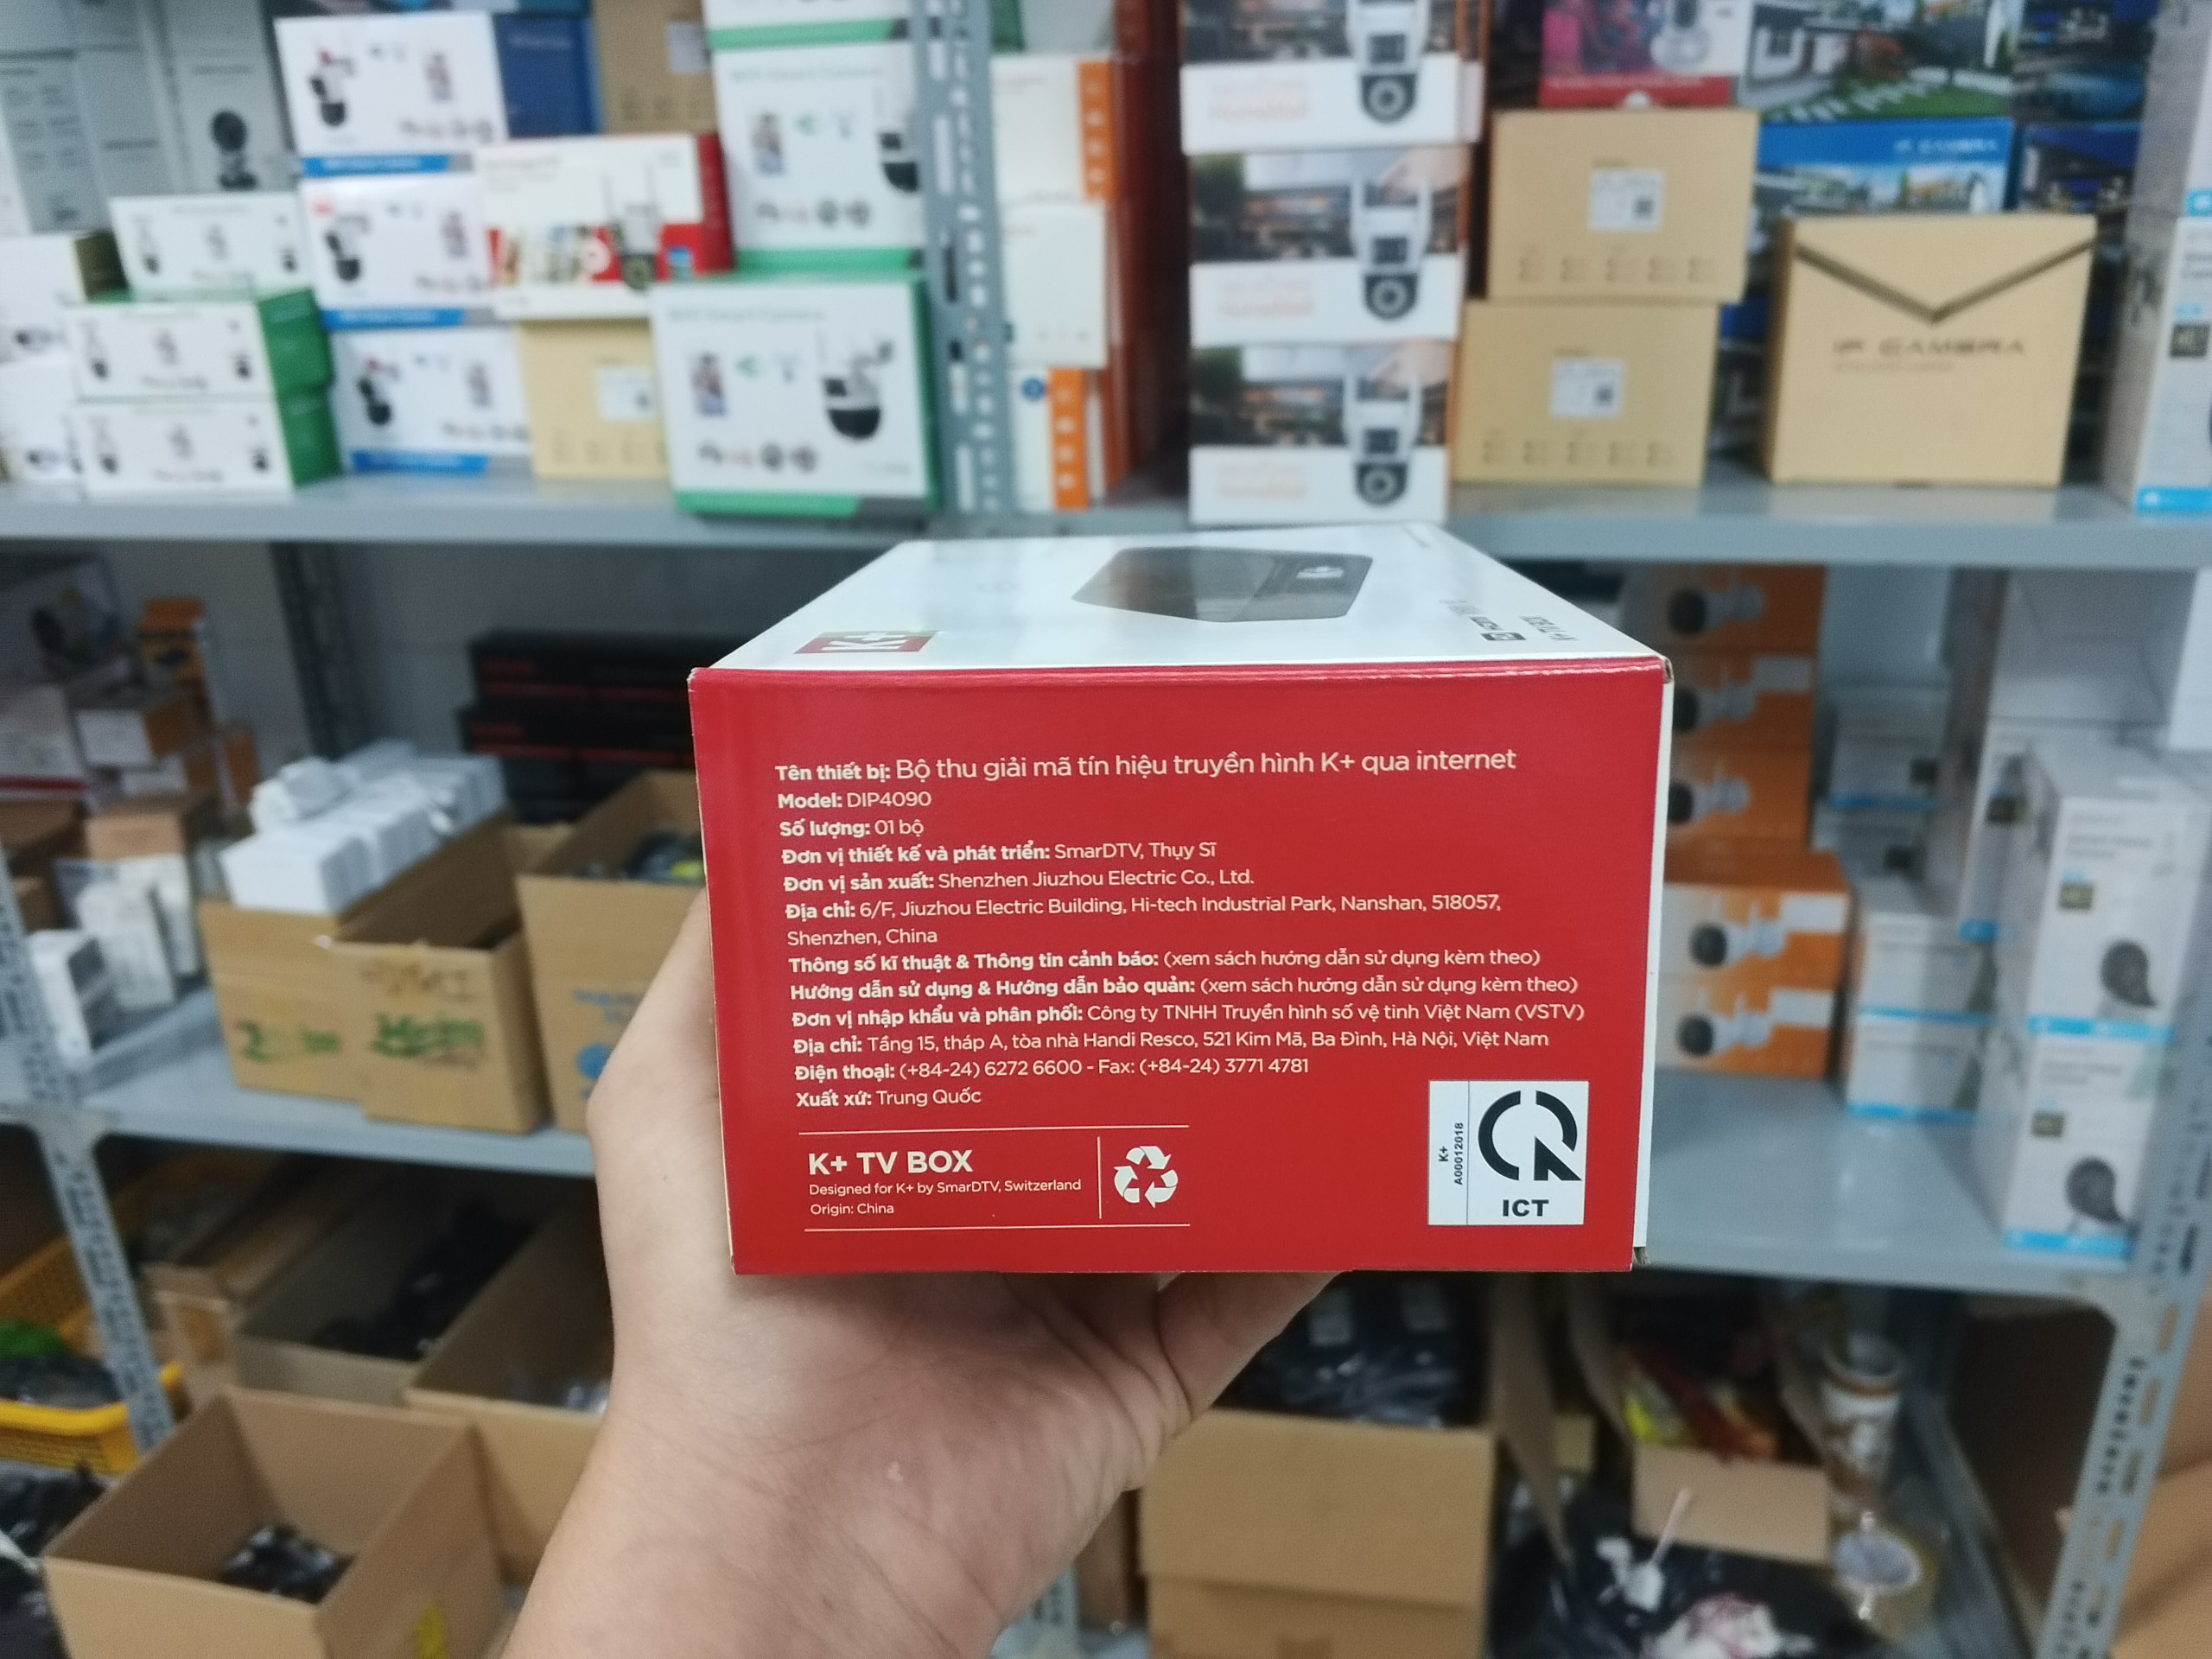 IP CAMERA
IP CAMERA
K+
K+ TV BOX
Tên thiết bị: Bộ thu giải mã tín hiệu truyền hình K+ qua internet
Model: DIP4090
Số lượng: 01 bộ
Đơn vị thiết kế và phát triển: SmarDTV, Thụy Sĩ
Đơn vị sản xuất: Shenzhen Jiuzhou Electric Co., Ltd.
Địa chỉ: 6/F, Jiuzhou Electric Building, Hi-tech Industrial Park, Nanshan, 518057,
Shenzhen, China
Thông số kĩ thuật & Thông tin cảnh báo: (xem sách hướng dẫn sử dụng kèm theo)
Hướng dẫn sử dụng & Hướng dẫn bảo quản: (xem sách hướng dẫn sử dụng kèm theo)
Đơn vị nhập khẩu và phân phối: Công ty TNHH Truyền hình số vệ tinh Việt Nam (VSTV)
Địa chỉ: Tầng 15, tháp A, tòa nhà Handi Resco, 521 Kim Mã, Ba Đình, Hà Nội, Việt Nam
Điện thoại: (+84-24) 6272 6600 - Fax: (+84-24) 3771 4781
Xuất xứ: Trung Quốc
K+ TV BOX
Designed for K+ by SmarDTV, Switzerland
Origin: China
K+
A00012018
ICT